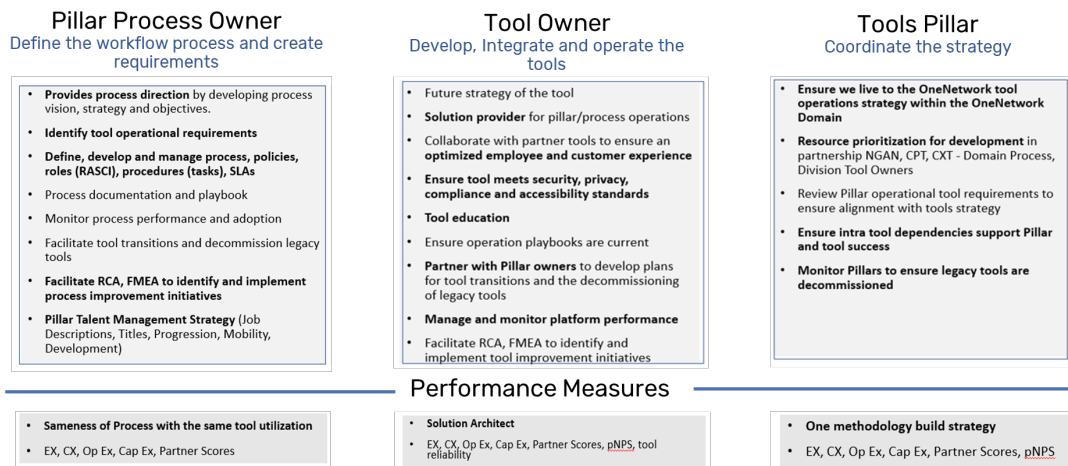 Pillar Process Owner
Define the workflow process and create
requirements
• Provides process direction by developing process
vision, strategy and objectives.
• Identify tool operational requirements
• Define, develop and manage process, policies,
roles (RASCI), procedures (tasks), SLAs
• Process documentation and playbook
• Monitor process performance and adoption
• Facilitate tool transitions and decommission legacy
tools
• Facilitate RCA, FMEA to identify and implement
process improvement initiatives
• Pillar Talent Management Strategy (Job
Descriptions, Titles, Progression, Mobility,
Development)
Tool Owner
Develop, Integrate and operate the
tools
• Future strategy of the tool
• Solution provider for pillar/process operations
• Collaborate with partner tools to ensure an
optimized employee and customer experience
• Ensure tool meets security, privacy,
compliance and accessibility standards
• Tool education
• Ensure operation playbooks are current
• Partner with Pillar owners to develop plans
for tool transitions and the decommissioning
of legacy tools
• Manage and monitor platform performance
• Facilitate RCA, FMEA to identify and
implement tool improvement initiatives
Tools Pillar
Coordinate the strategy
• Ensure we live to the OneNetwork tool
operations strategy within the OneNetwork
Domain
• Resource prioritization for development in
partnership NGAN, CPT, CXT - Domain Process,
Division Tool Owners
• Review Pillar operational tool requirements to
ensure alignment with tools strategy
• Ensure intra tool dependencies support Pillar
and tool success
• Monitor Pillars to ensure legacy tools are
decommissioned
Performance Measures
• Sameness of Process with the same tool utilization
• EX, CX, Op Ex, Cap Ex, Partner Scores
• Solution Architect
• EX, CX, Op Ex, Cap Ex, Partner Scores, pNPS, tool
reliability
• One methodology build strategy
• EX, CX, Op Ex, Cap Ex, Partner Scores, pNPS